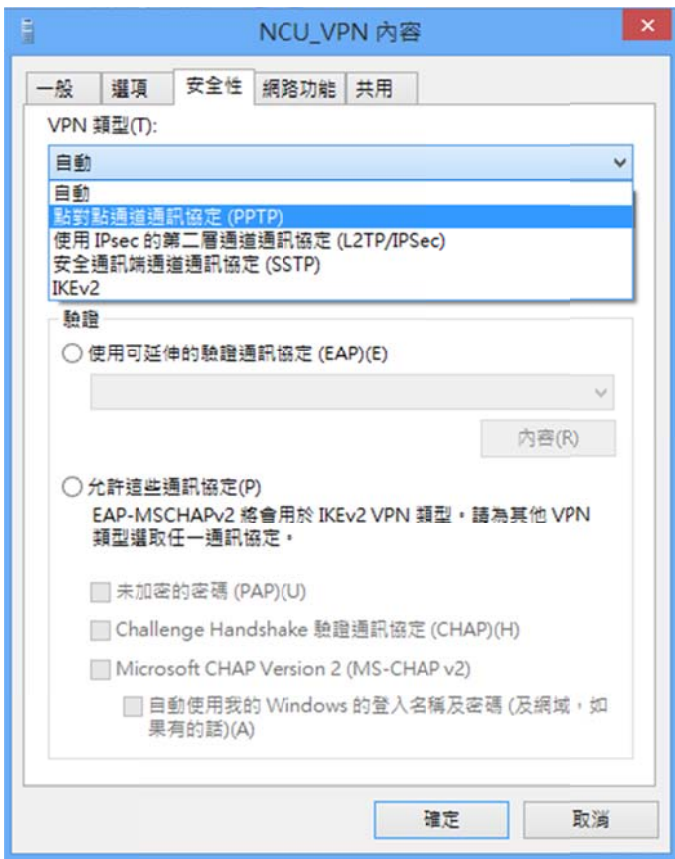 NCU_VPN 內容
一般 選項 安全性 網路功能 共用
VPN 類型(T):
自動
自動
點對點通道通訊協定 (PPTP)
使用 IPsec 的第二層通道通訊協定 (L2TP/IPSec)
安全通訊端通道通訊協定 (SSTP)
IKEv2
驗證
使用可延伸的驗證通訊協定 (EAP)(E)
內容(R)
允許這些通訊協定(P)
EAP-MSCHAPv2 將會用於 IKEv2 VPN 類型。請為其他 VPN
類型選取任一通訊協定。
未加密的密碼 (PAP)(U)
Challenge Handshake 驗證通訊協定 (CHAP)(H)
Microsoft CHAP Version 2 (MS-CHAP v2)
自動使用我的 Windows 的登入名稱及密碼 (及網域，如
果有的話)(A)
確定 取消